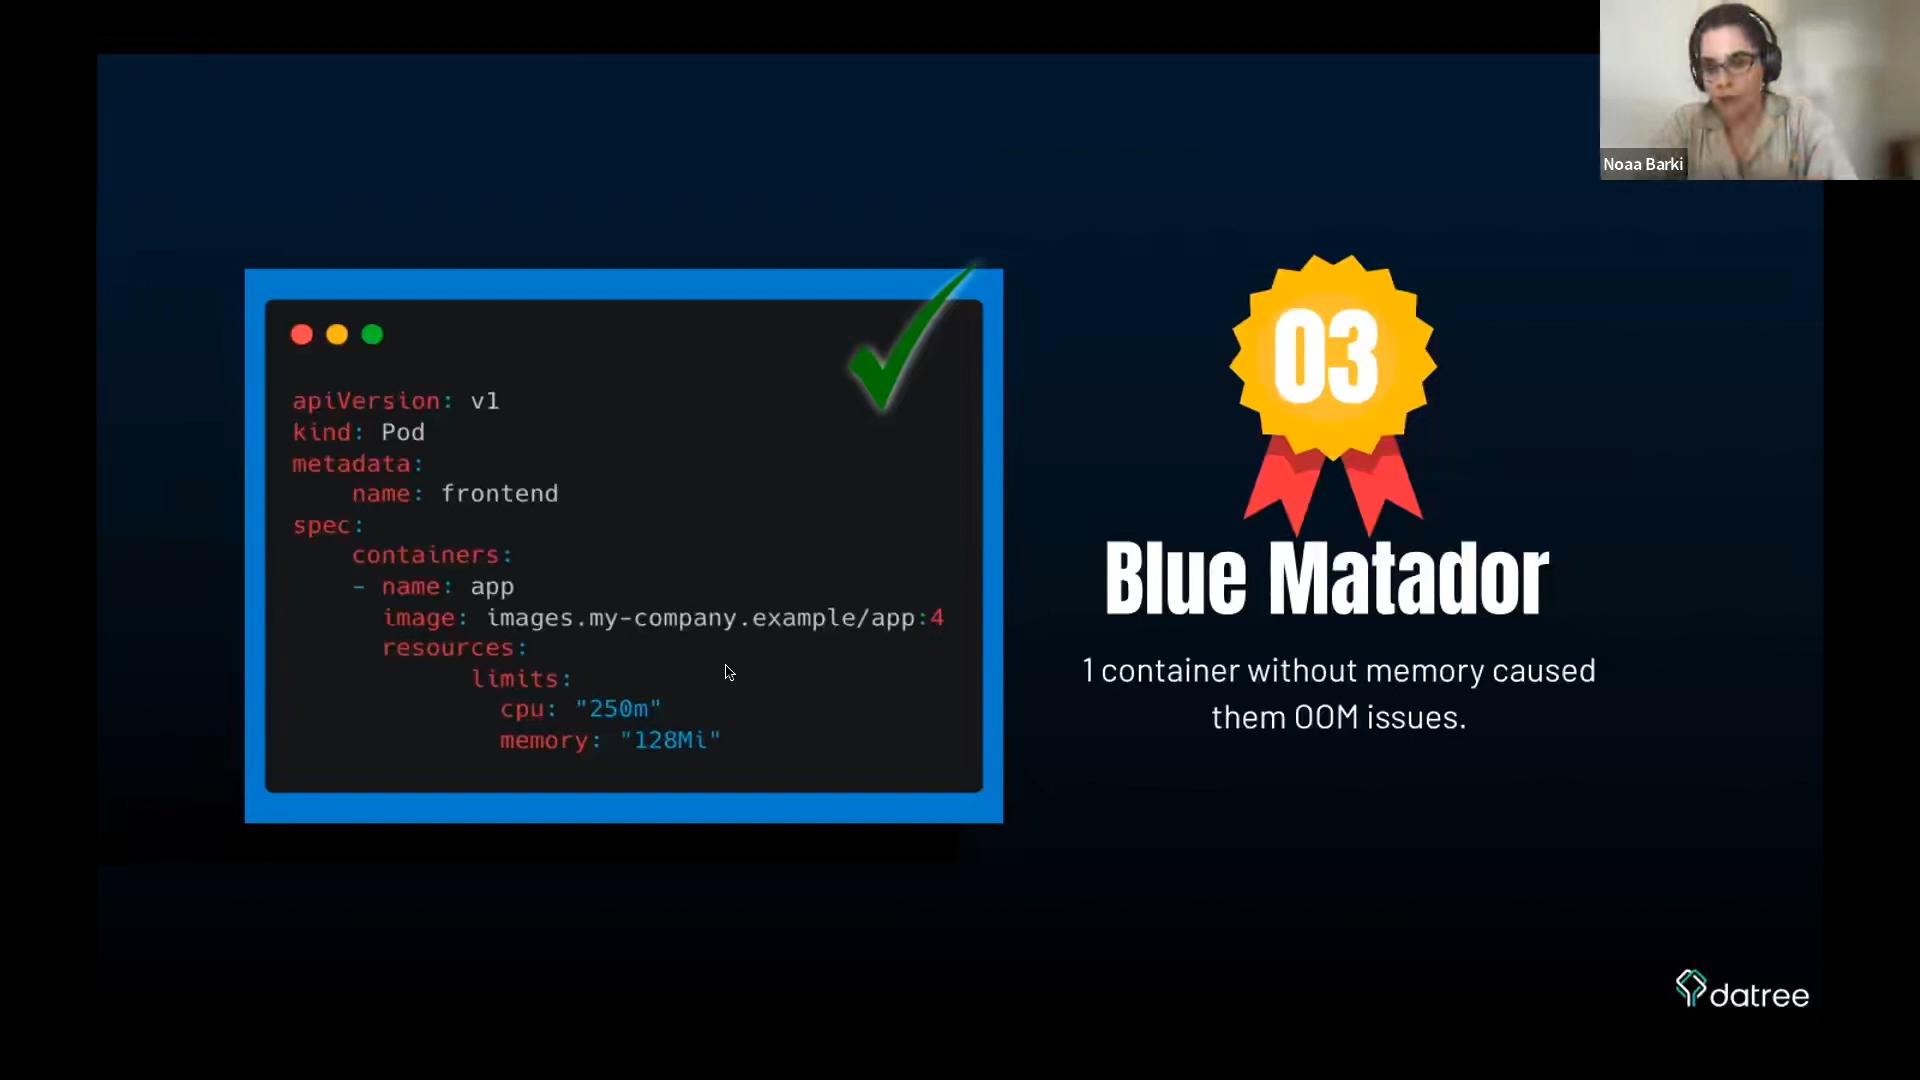 Noaa Barki
apiVersion: v1
kind: Pod
metadata:
    name: frontend
spec:
    containers:
    - name: app
      image: images.my-company.example/app:4
      resources:
            limits:
              cpu: "250m"
              memory: "128Mi"
03
Blue Matador
1 container without memory caused
them OOM issues.
datree